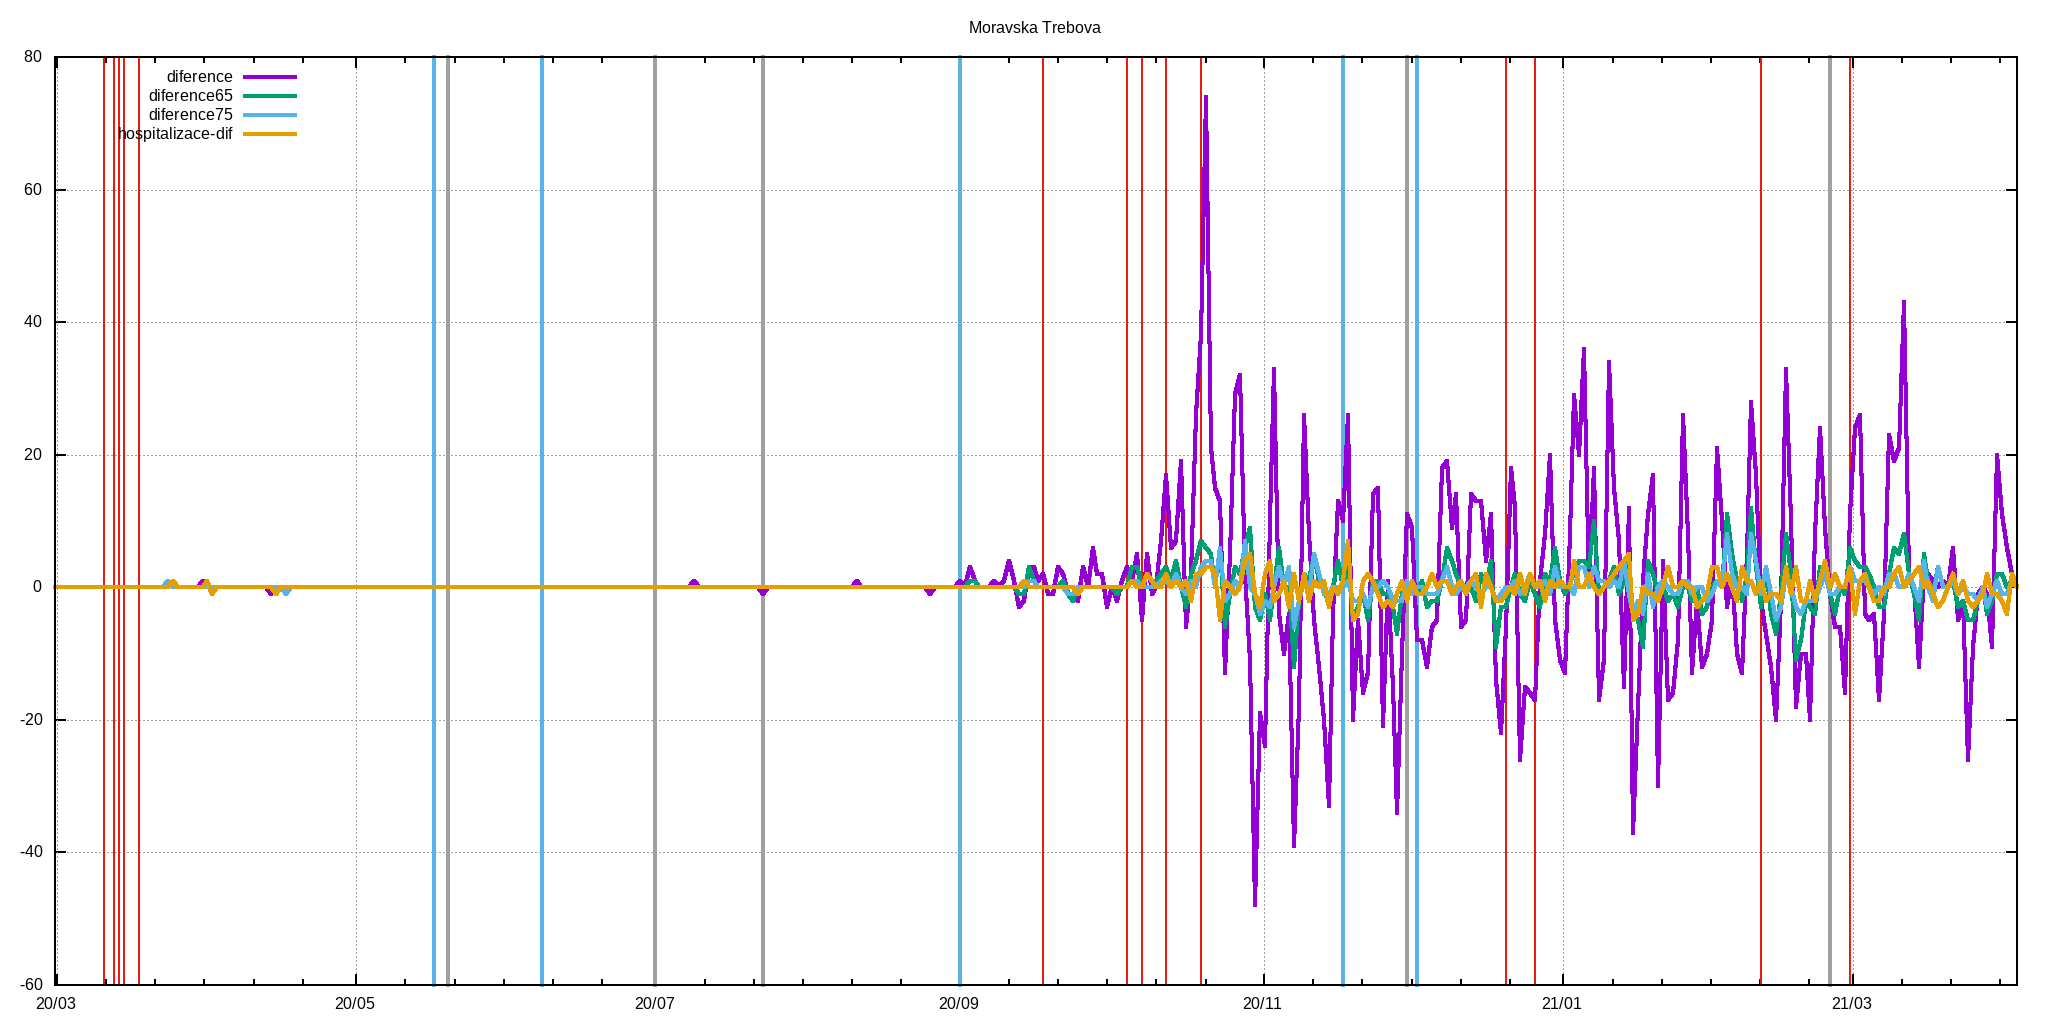 Moravska Trebova
80
60
40
20
0
-20
-40
-60
diference
diference65
diference75
hospitalizace-dif
20/03 20/05 20/07 20/09 20/11 21/01 21/03